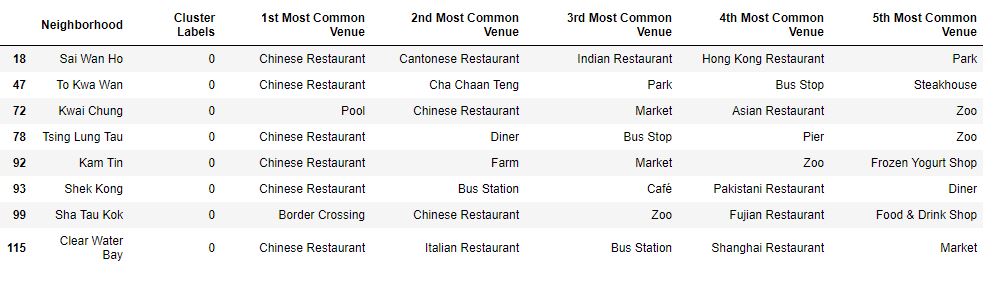 Neighborhood Cluster Labels 1st Most Common Venue 2nd Most Common Venue 3rd Most Common Venue 4th Most Common Venue 5th Most Common Venue
18 Sai Wan Ho 0 Chinese Restaurant Cantonese Restaurant Indian Restaurant Hong Kong Restaurant Park
47 To Kwa Wan 0 Chinese Restaurant Cha Chaan Teng Park Bus Stop Steakhouse
72 Kwai Chung 0 Pool Chinese Restaurant Market Asian Restaurant Zoo
78 Tsing Lung Tau 0 Chinese Restaurant Diner Bus Stop Pier Zoo
92 Kam Tin 0 Chinese Restaurant Farm Market Zoo Frozen Yogurt Shop
93 Shek Kong 0 Chinese Restaurant Bus Station Café Pakistani Restaurant Diner
99 Sha Tau Kok 0 Border Crossing Chinese Restaurant Zoo Fujian Restaurant Food & Drink Shop
115 Clear Water Bay 0 Chinese Restaurant Italian Restaurant Bus Station Shanghai Restaurant Market